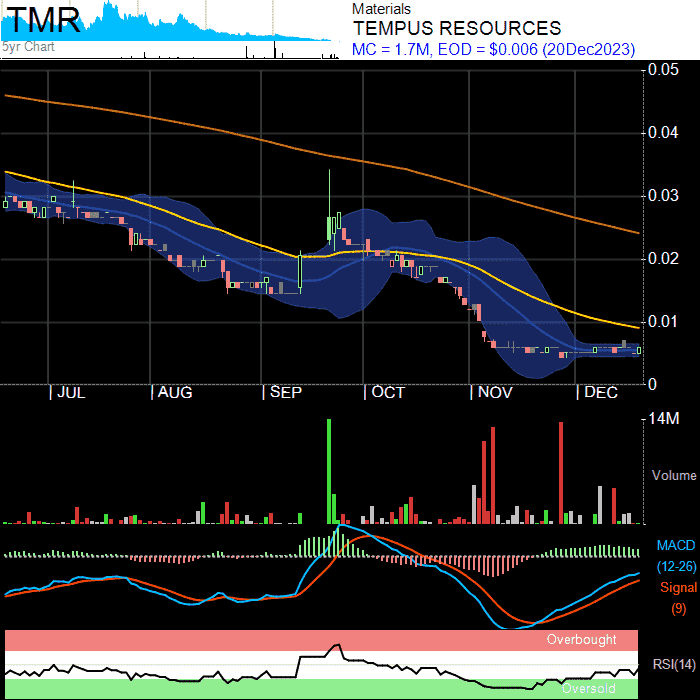 TMR
5yr Chart
Materials
TEMPUS RESOURCES
MC = 1.7M, EOD = $0.006 (20Dec2023)
0.05
0.04
0.03
0.02
0.01
0
| JUL | AUG | SEP | OCT | NOV | DEC
14M
Volume
MACD
(12-26)
Signal
(9)
Overbought
RSI(14)
Oversold